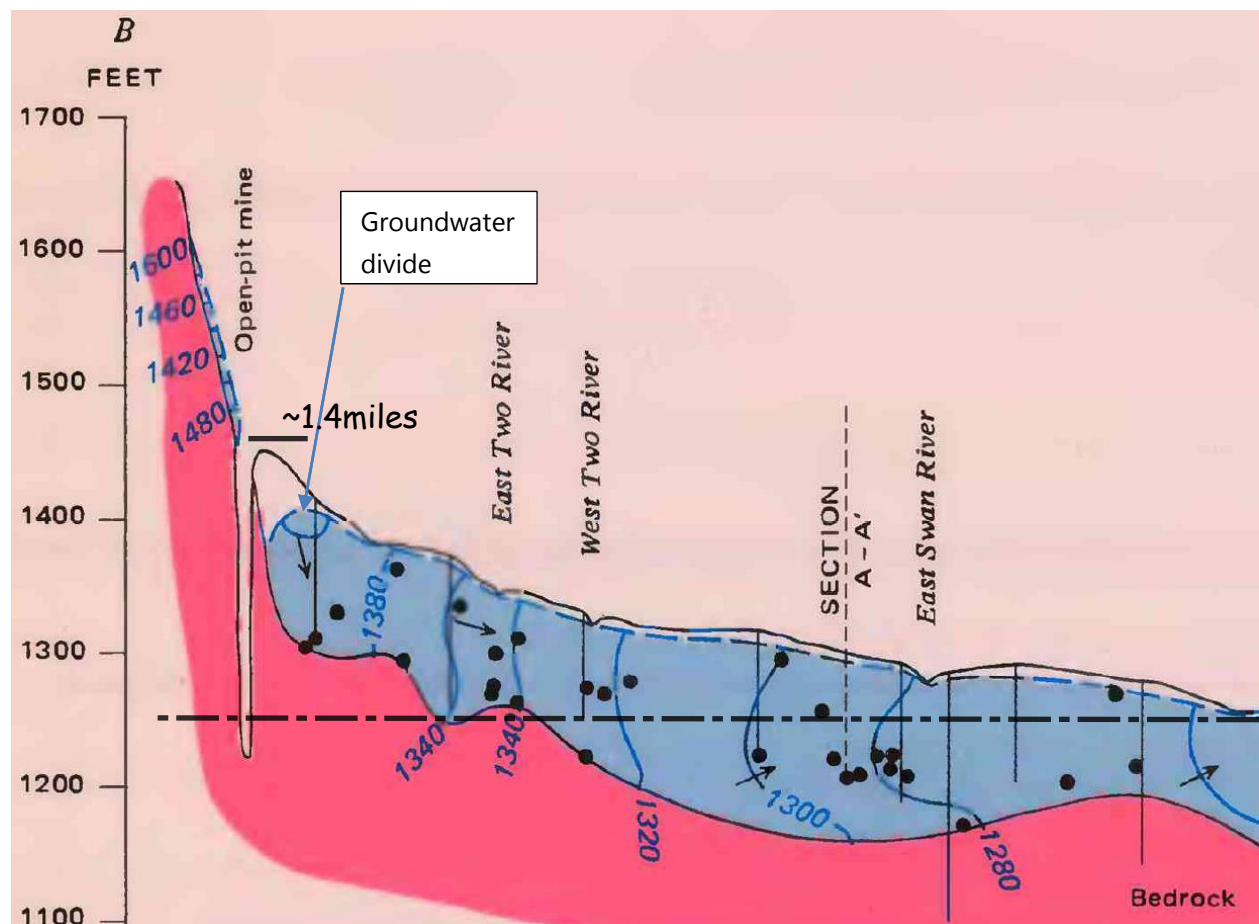 B
FEET
1700
1600
1500
1400
1300
1200
1100
1600
1460
1420
1480
Open-pit mine
Groundwater
divide
~1.4miles
East Two River
West Two River
SECTION
A-A'
East Swan River
1380
1340
1340
1320
1300
1280
Bedrock